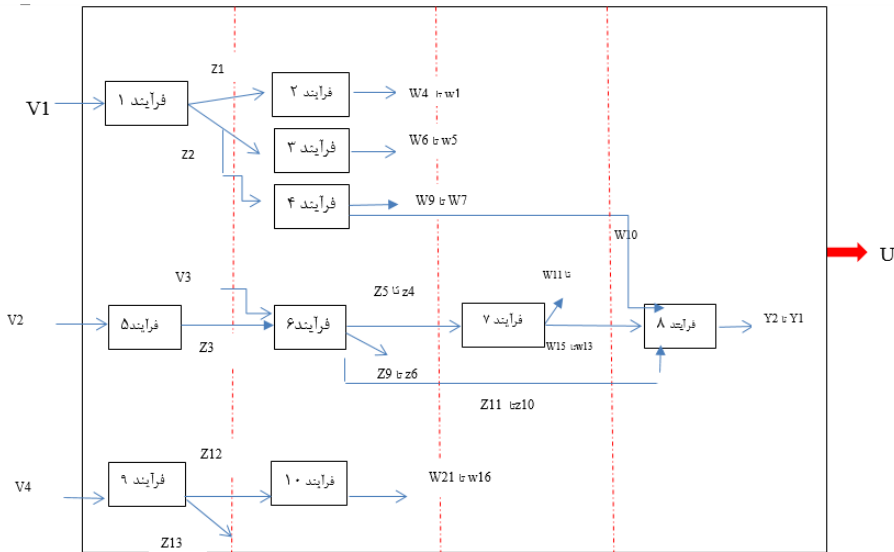 Z1
فرآیند ۱
فرآیند ۲
W4 تا w1
V1
Z2
فرآیند ۳
W6 تا w5
فرآیند ۴
W9 تا W7
W10
U
V3
Z5 تا z4
W11 تا
V2
فرآیند۵
فرآیند۶
فرآیند ۷
فرآیند ۸
Y2 تا Y1
Z3
W15 تاw13
Z9 تا z6
Z11 تاz10
Z12
V4
فرآیند ۹
فرآیند ۱۰
W21 تا w16
Z13